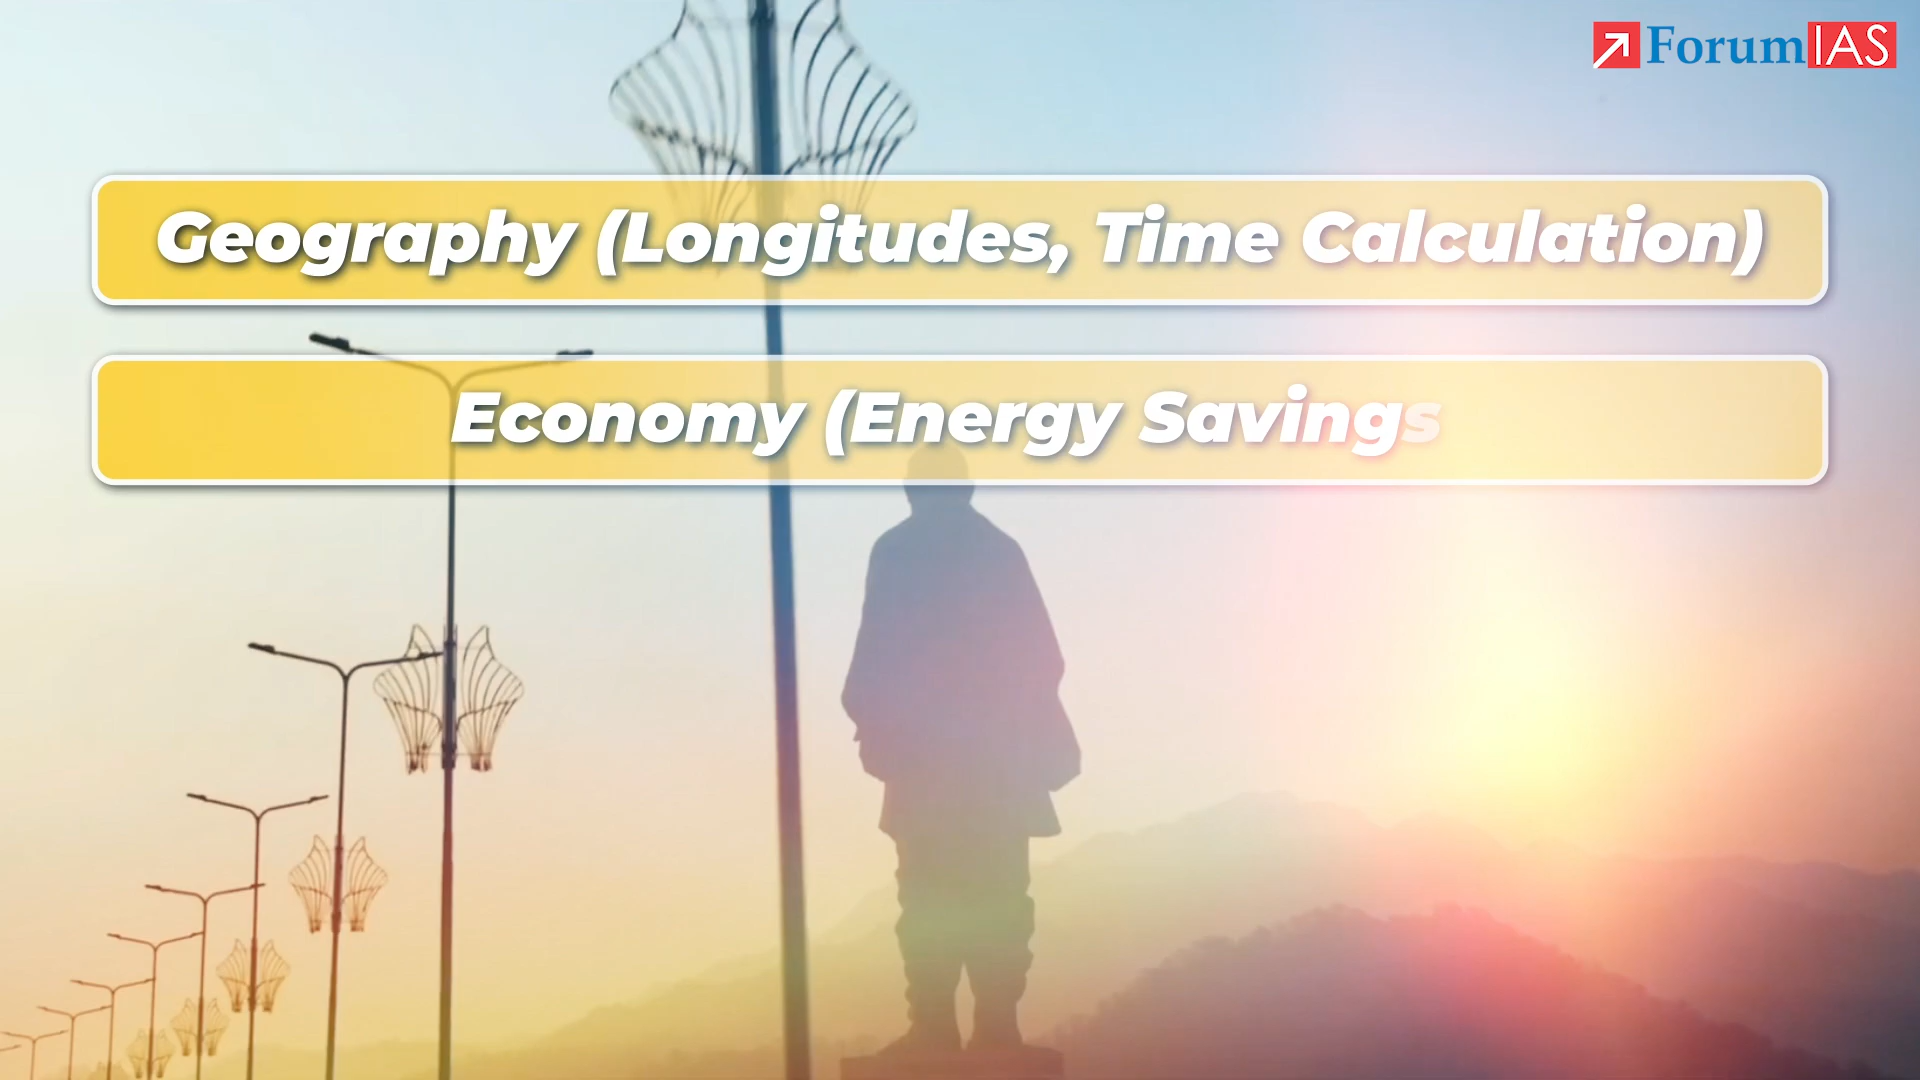 ForumIAS
Geography (Longitudes, Time Calculation)
Economy (Energy Savings